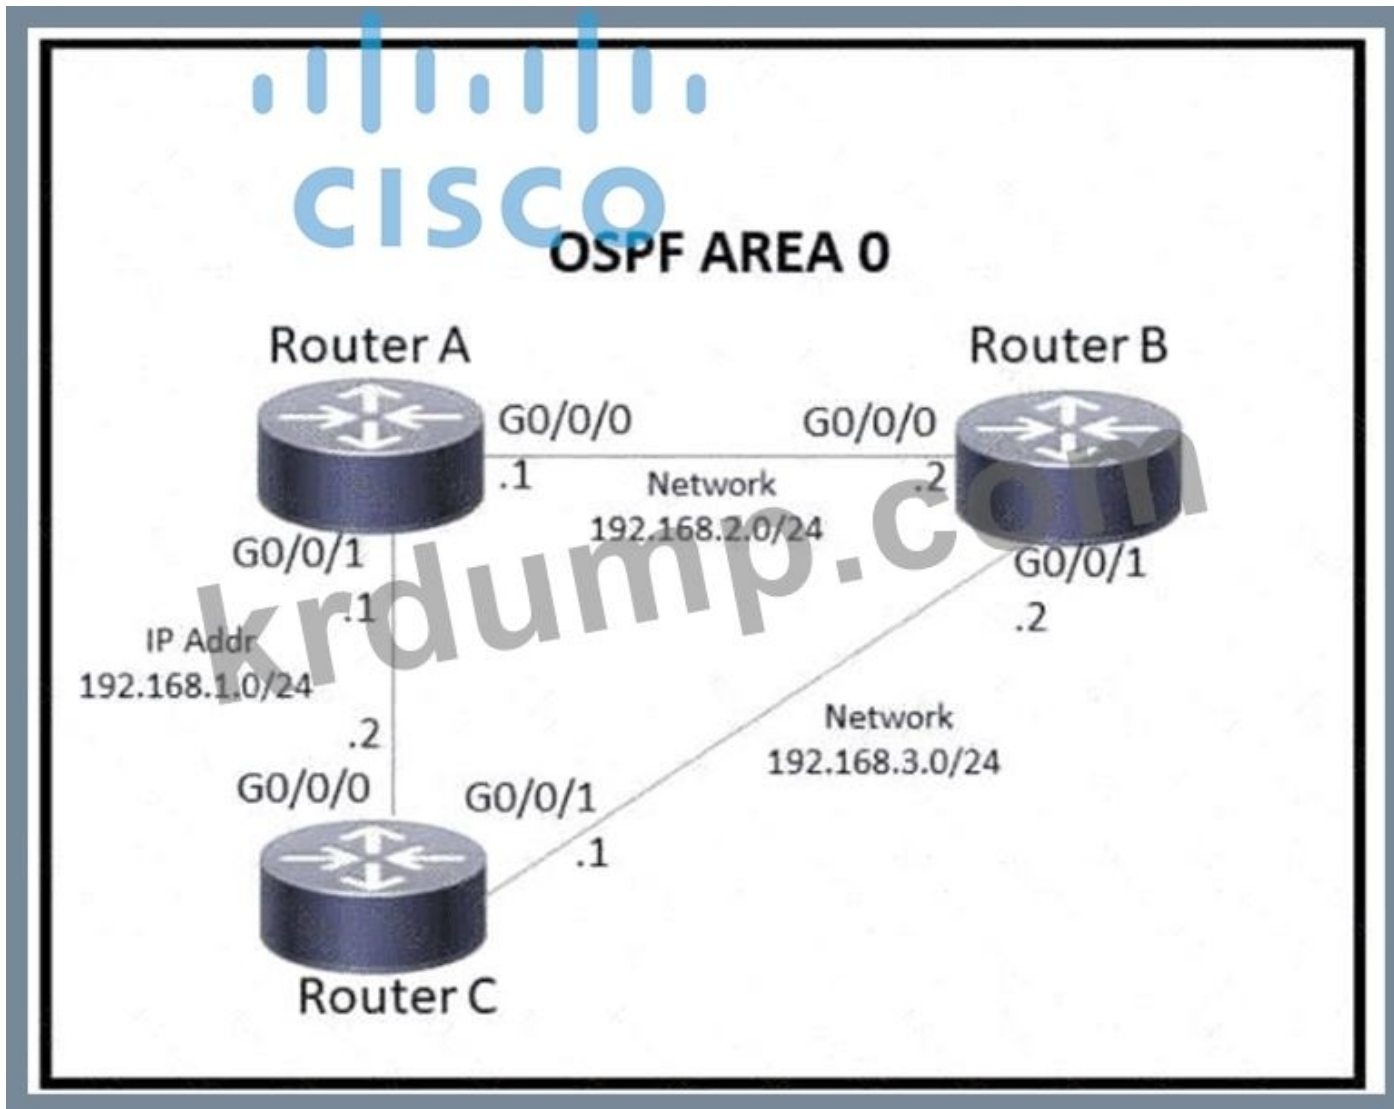 CISCO
OSPF AREA 0
Router A
Router B
G0/0/0
G0/0/0
.1
.2
Network
192.168.2.0/24
G0/0/1
G0/0/1
.1
.2
IP Addr
192.168.1.0/24
krdump.com
.2
Network
192.168.3.0/24
G0/0/0
G0/0/1
.1
Router C